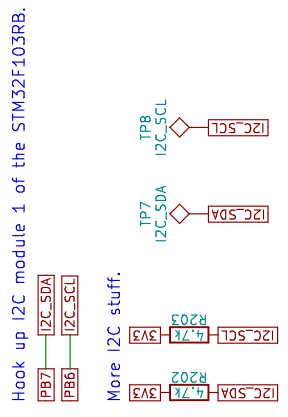 Hook up I2C module 1 of the STM32F103RB.
PB7
I2C_SDA
PB6
I2C_SCL
More I2C stuff.
TP8
I2C_SCL
I2C_SCL
TP7
I2C_SDA
I2C_SDA
R203
3V3
4.7k
I2C_SCL
R202
3V3
4.7k
I2C_SDA